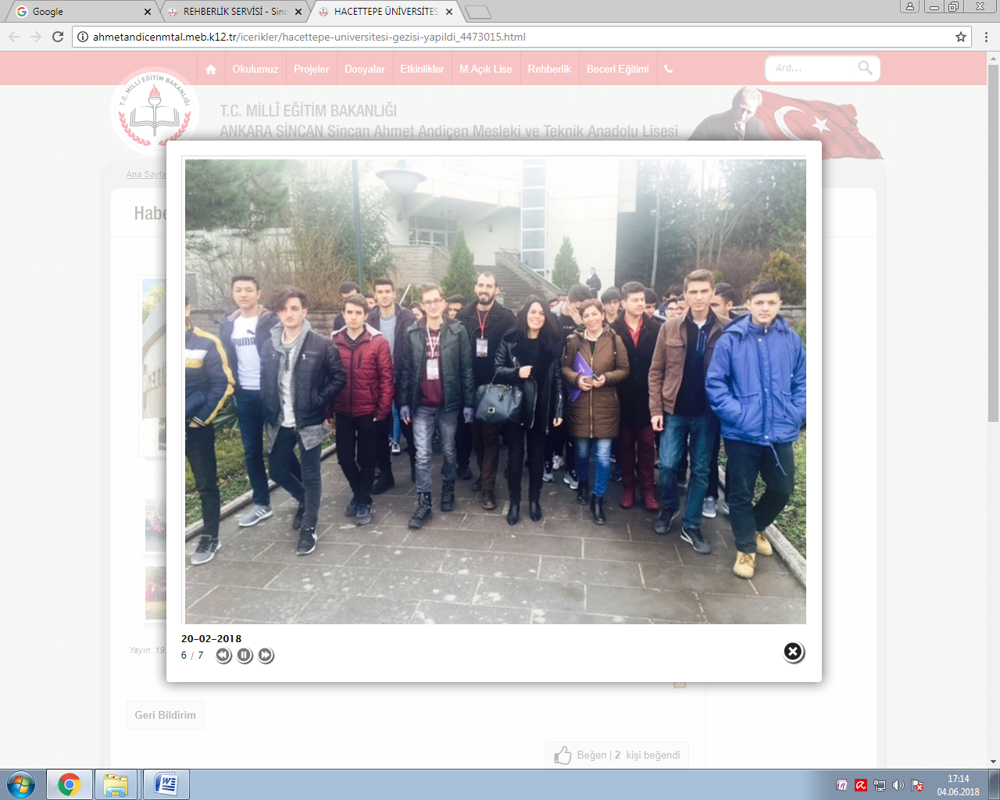 Google
REHBERLİK SERVİSİ - Sinc
HACETTEPE ÜNİVERSİTES
ahmetandicenmtal.meb.k12.tr/icerikler/hacettepe-universitesi-gezisi-yapildi_4473015.html
Okulumuz Projeler Dosyalar Etkinlikler M.Açık Lise Rehberlik Beceri Eğitimi
Ara...
T.C. MİLLÎ EĞİTİM BAKANLIĞI
T.C. MİLLÎ EĞİTİM BAKANLIĞI
ANKARA SİNCAN Sincan Ahmet Andiçen Mesleki ve Teknik Anadolu Lisesi
Ana Sayfa
Habe
PUMA
20-02-2018
6 / 7
Yayın: 19
Geri Bildirim
Beğen | 2 kişi beğendi
17:14
04.06.2018